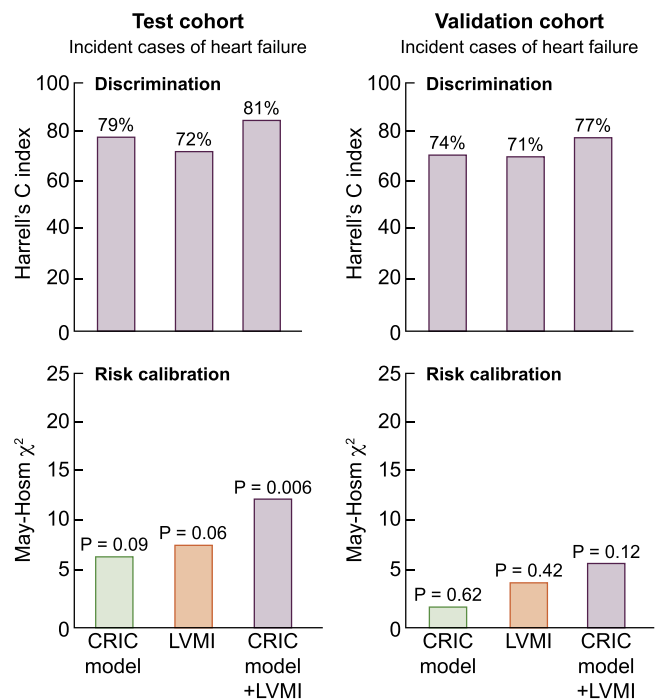 Test cohort
Incident cases of heart failure
Discrimination
Harrell's C index
100
80
60
40
20
0
79%
72%
81%
Validation cohort
Incident cases of heart failure
Discrimination
Harrell's C index
100
80
60
40
20
0
74%
71%
77%
Risk calibration
May-Hosm χ²
25
20
15
10
5
0
P = 0.09
P = 0.06
P = 0.006
CRIC
model
LVMI
CRIC
model
+LVMI
Risk calibration
May-Hosm χ²
25
20
15
10
5
0
P = 0.62
P = 0.42
P = 0.12
CRIC
model
LVMI
CRIC
model
+LVMI